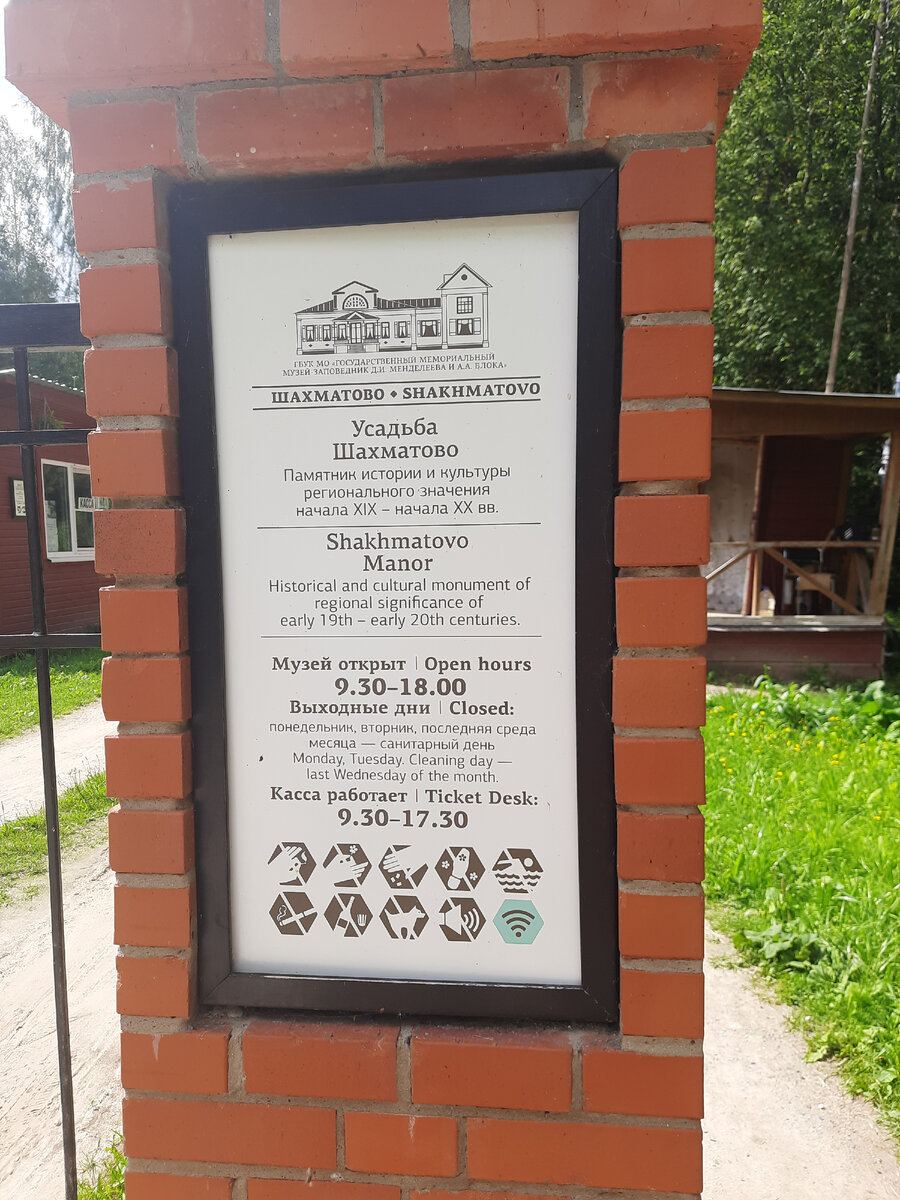 ГБУК МО «ГОСУДАРСТВЕННЫЙ МЕМОРИАЛЬНЫЙ
МУЗЕЙ-ЗАПОВЕДНИК Д.И. МЕНДЕЛЕЕВА И А.А. БЛОКА»
ШАХМАТОВО • SHAKHMATOVO
Усадьба
Шахматово
Памятник истории и культуры
регионального значения
начала XIX – начала XX вв.
Shakhmatovo
Manor
Historical and cultural monument of
regional significance of
early 19th – early 20th centuries.
Музей открыт | Open hours
9.30–18.00
Выходные дни | Closed:
понедельник, вторник, последняя среда
месяца — санитарный день
Monday, Tuesday. Cleaning day —
last Wednesday of the month.
Касса работает | Ticket Desk:
9.30–17.30
КАССА